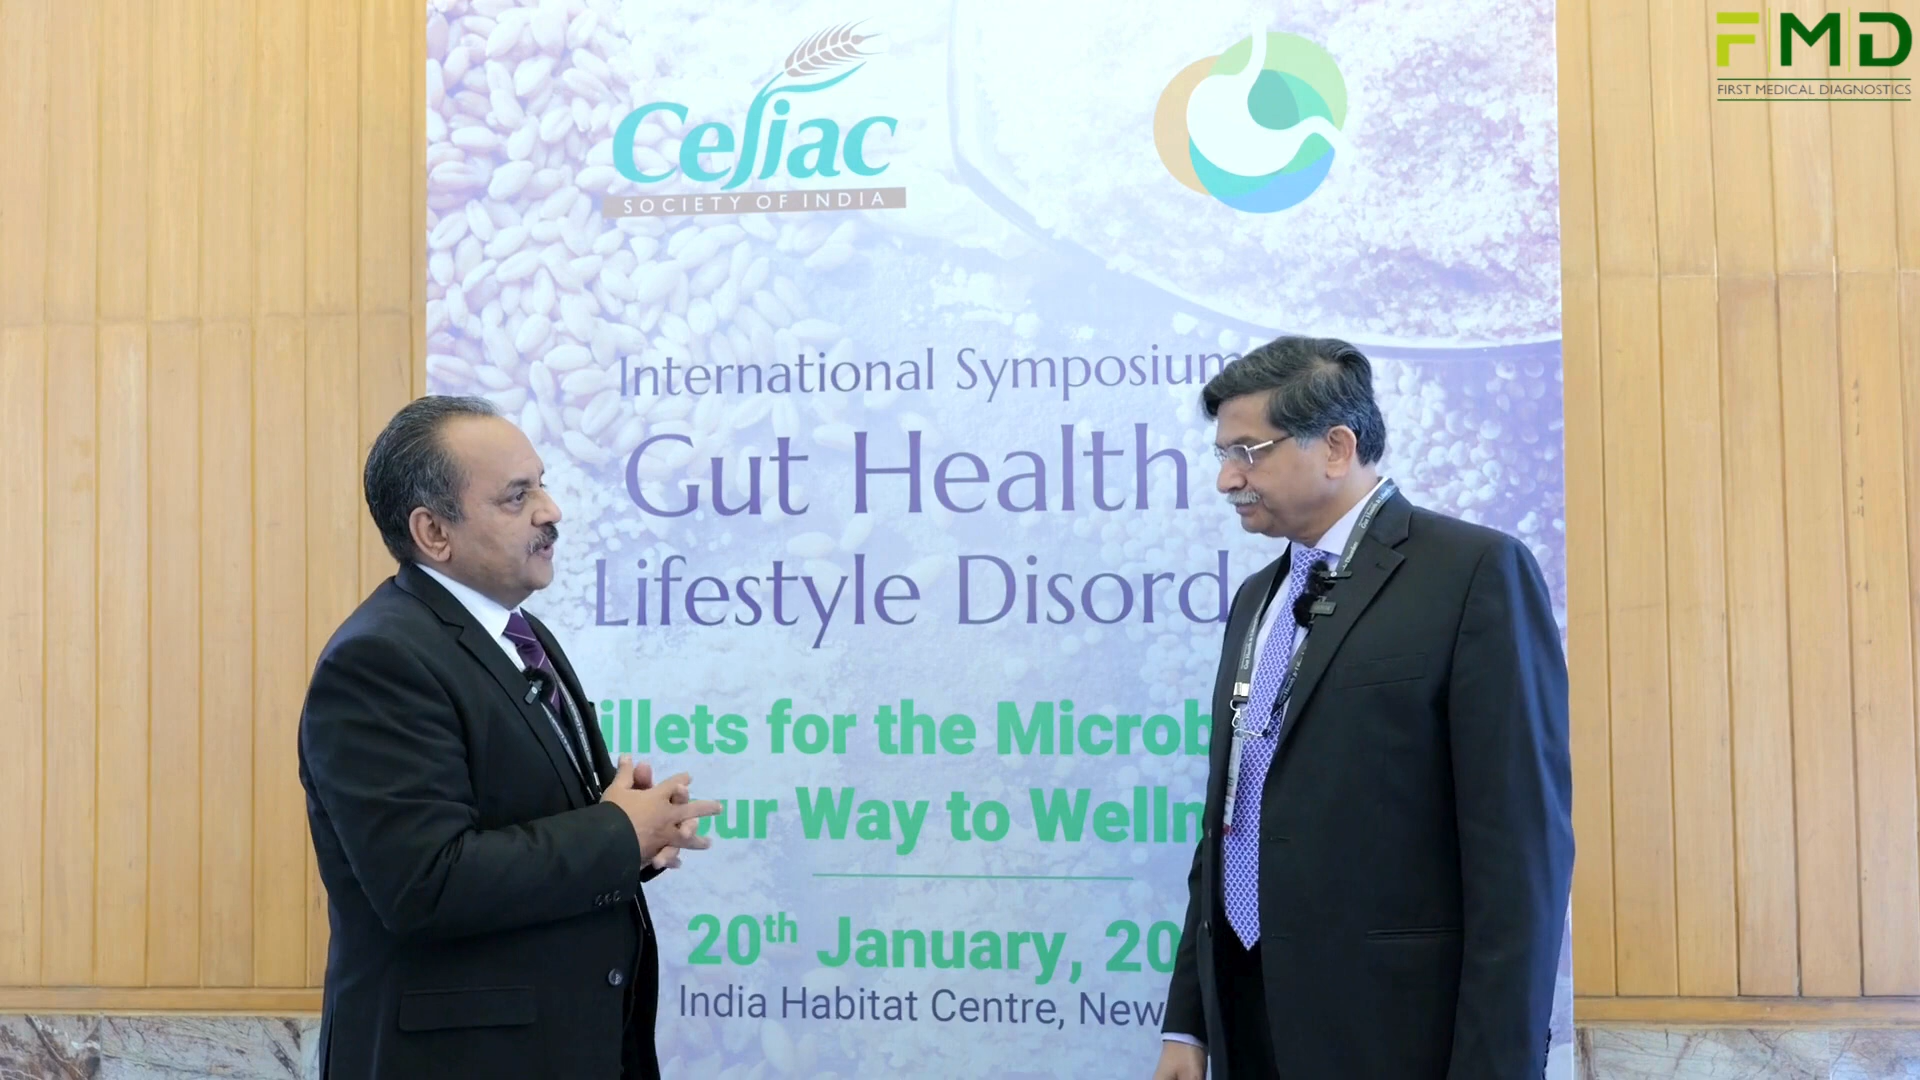 FMD
FIRST MEDICAL DIAGNOSTICS
Celiac
SOCIETY OF INDIA
International Symposium
Gut Health
Lifestyle Disord
illets for the Microb
our Way to Welln
20th January, 20
India Habitat Centre, New